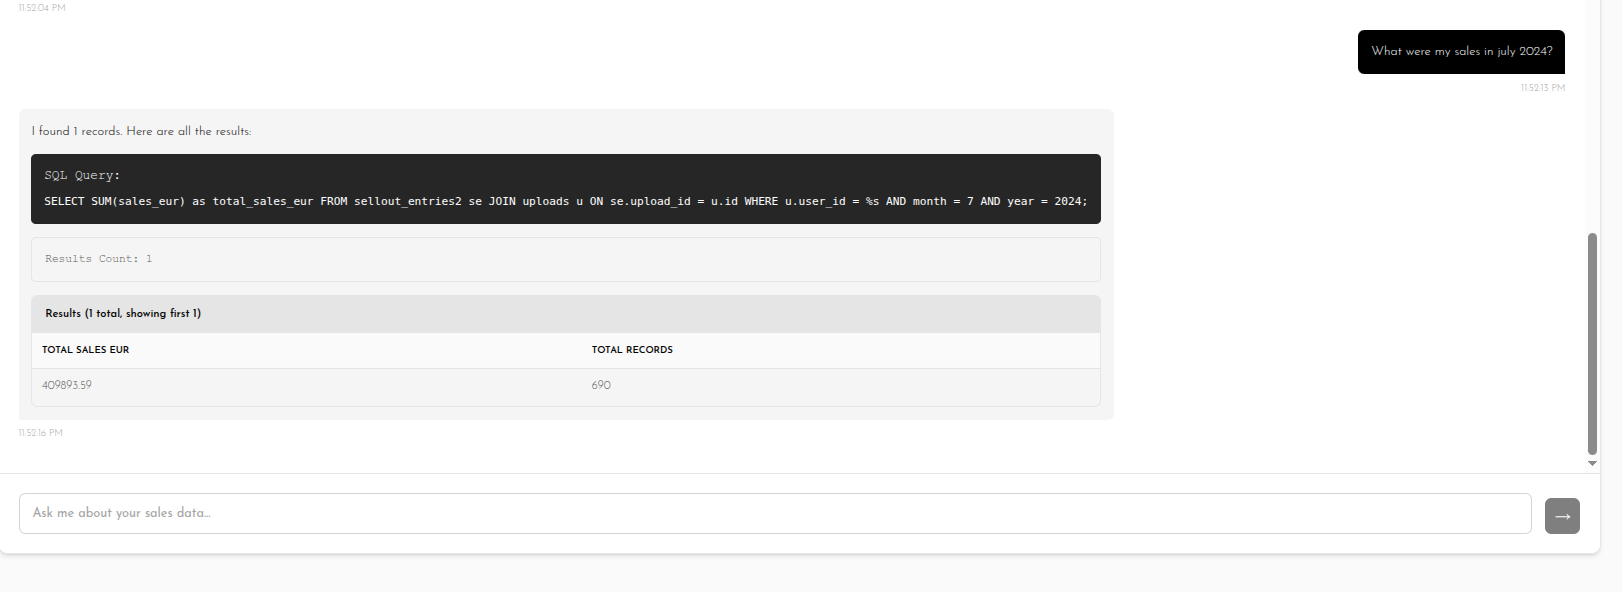 11:52:04 PM
What were my sales in july 2024?
11:52:13 PM
I found 1 records. Here are all the results:
SQL Query:
SELECT SUM(sales_eur) as total_sales_eur FROM sellout_entries2 se JOIN uploads u ON se.upload_id = u.id WHERE u.user_id = %s AND month = 7 AND year = 2024;
Results Count: 1
Results (1 total, showing first 1)
TOTAL SALES EUR TOTAL RECORDS
409893.59 690
11:52:16 PM
Ask me about your sales data...
→